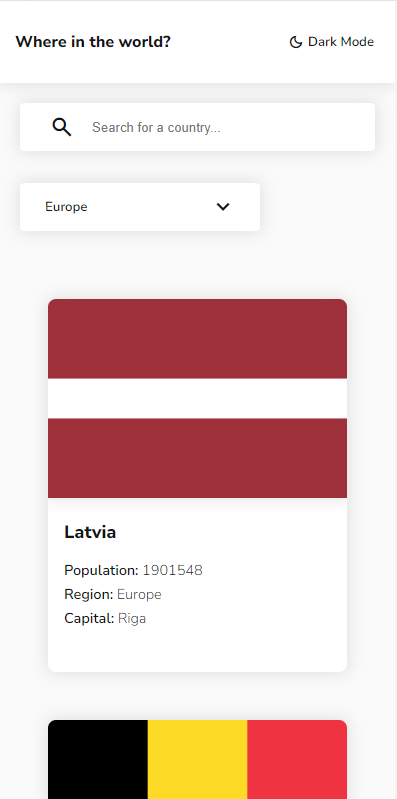 Where in the world?
Dark Mode
Search for a country...
Europe
Latvia
Population: 1901548
Region: Europe
Capital: Riga